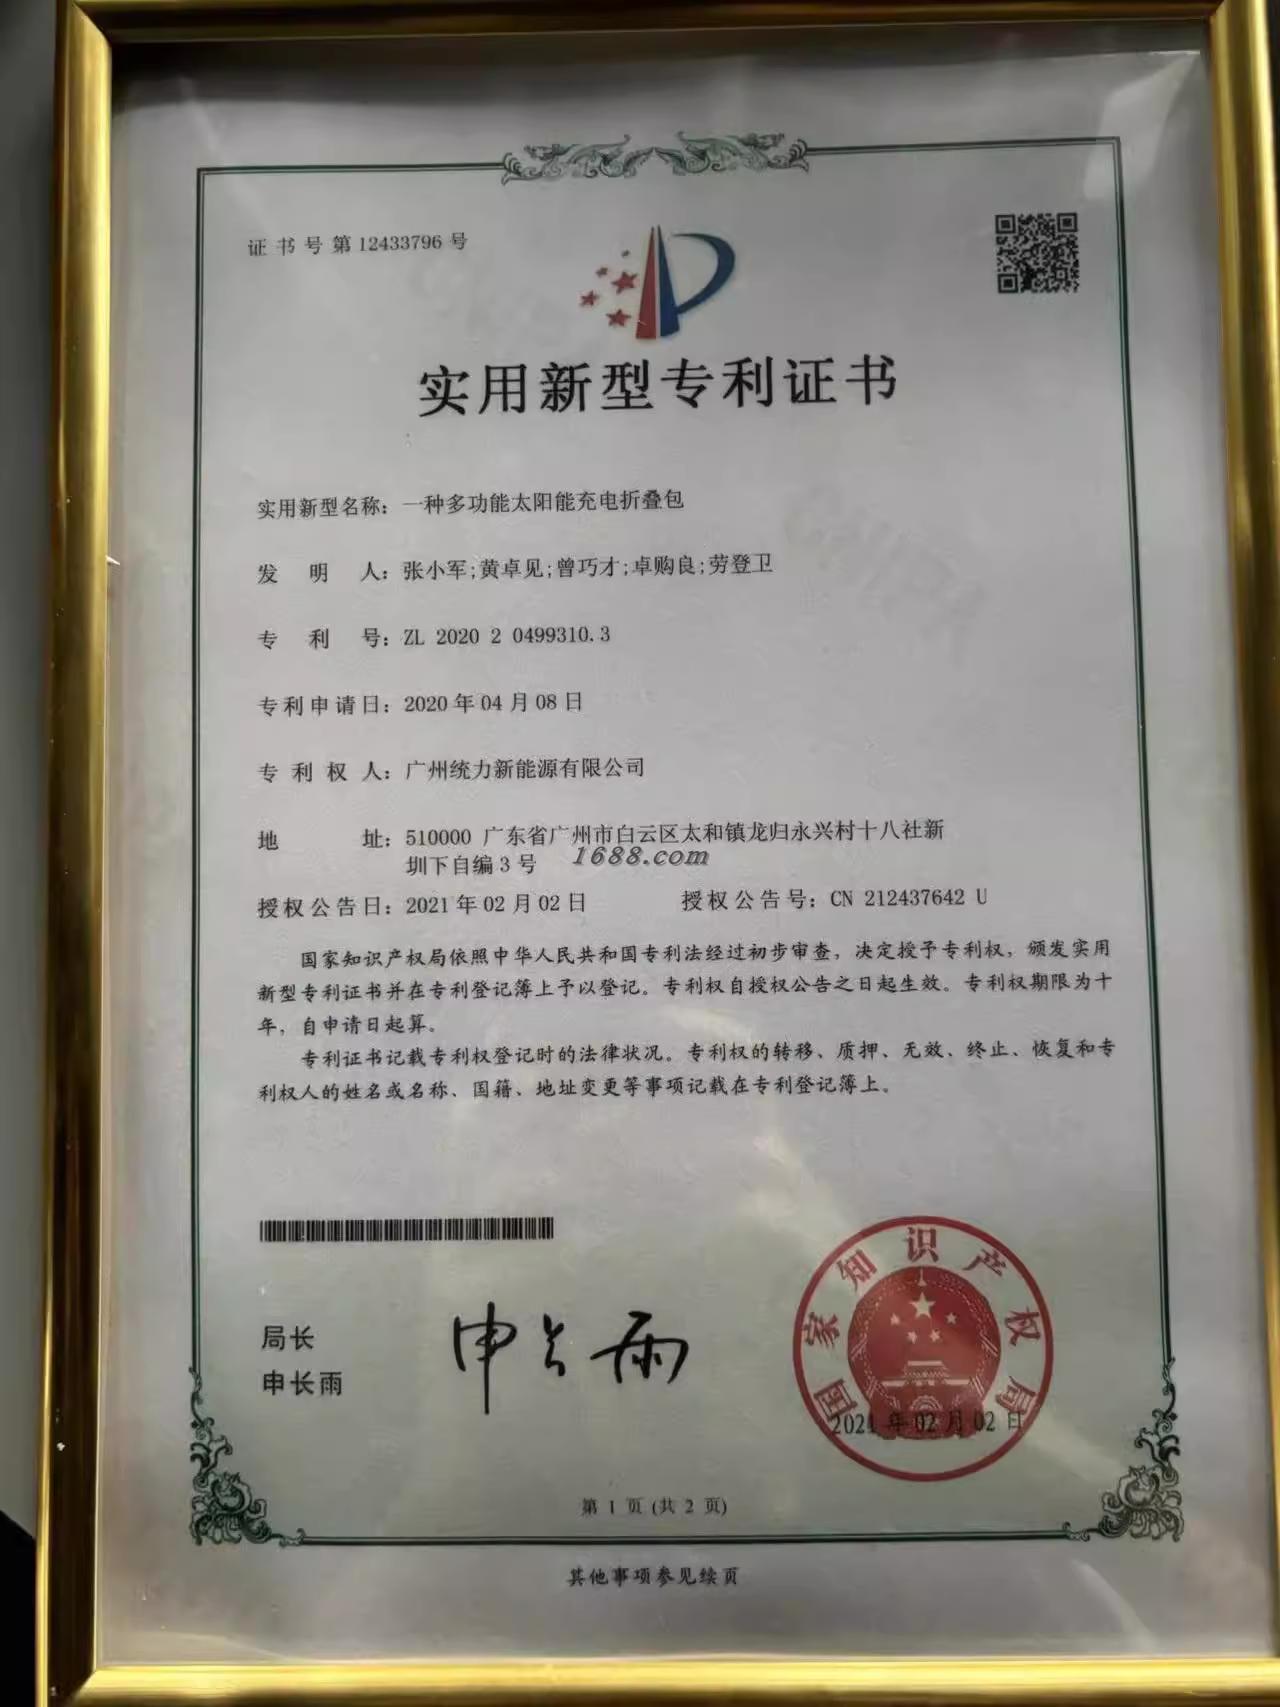 证书号第12433796号
实用新型专利证书
实用新型名称：一种多功能太阳能充电折叠包
发明人：张小军;黄卓见;曾巧才;卓购良;劳登卫
专利号：ZL 2020 2 0499310.3
专利申请日：2020年04月08日
专利权人：广州统力新能源有限公司
地址：510000 广东省广州市白云区太和镇龙归永兴村十八社新
圳下自编3号
1688.com
授权公告日：2021年02月02日 授权公告号：CN 212437642 U
国家知识产权局依照中华人民共和国专利法经过初步审查，决定授予专利权，颁发实用
新型专利证书并在专利登记簿上予以登记。专利权自授权公告之日起生效。专利权期限为十
年，自申请日起算。
专利证书记载专利权登记时的法律状况。专利权的转移、质押、无效、终止、恢复和专
利权人的姓名或名称、国籍、地址变更等事项记载在专利登记簿上。
局长
申长雨
申长雨
国家知识产权局
2021年02月02日
第 1 页 (共 2 页)
其他事项参见续页